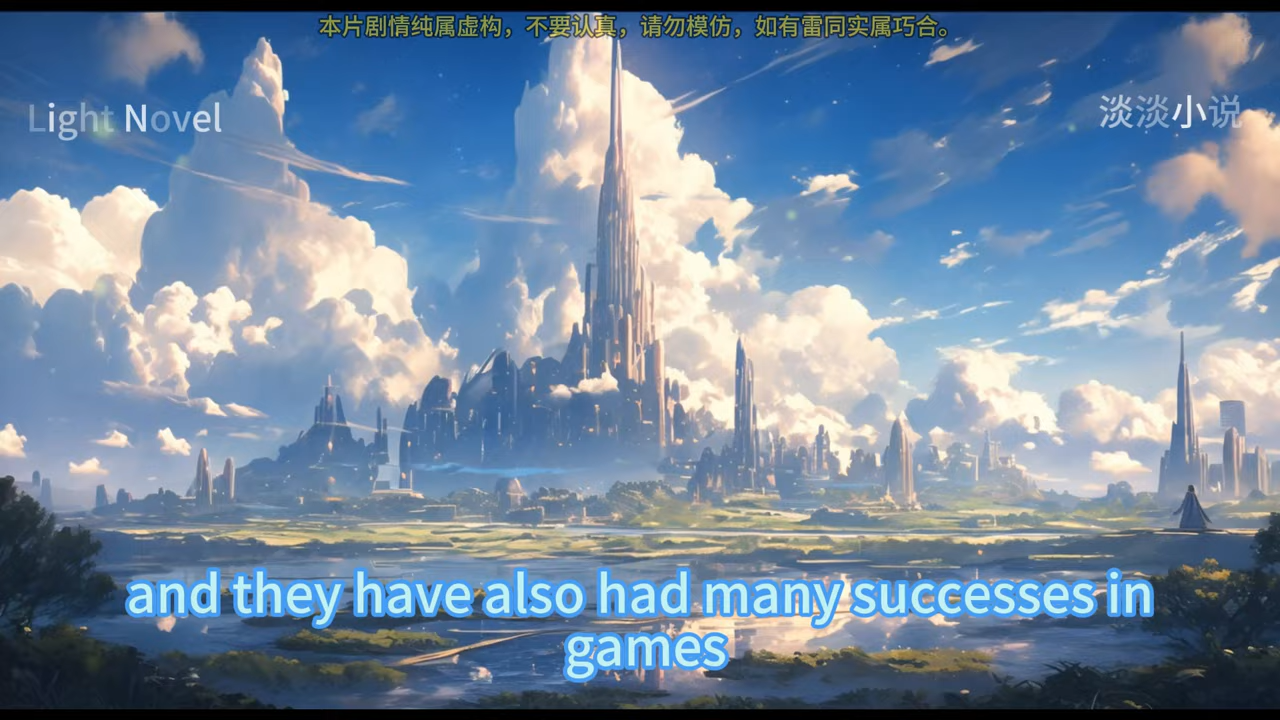 本片剧情纯属虚构，不要认真，请勿模仿，如有雷同实属巧合。
Light Novel
淡淡小说
and they have also had many successes in
games